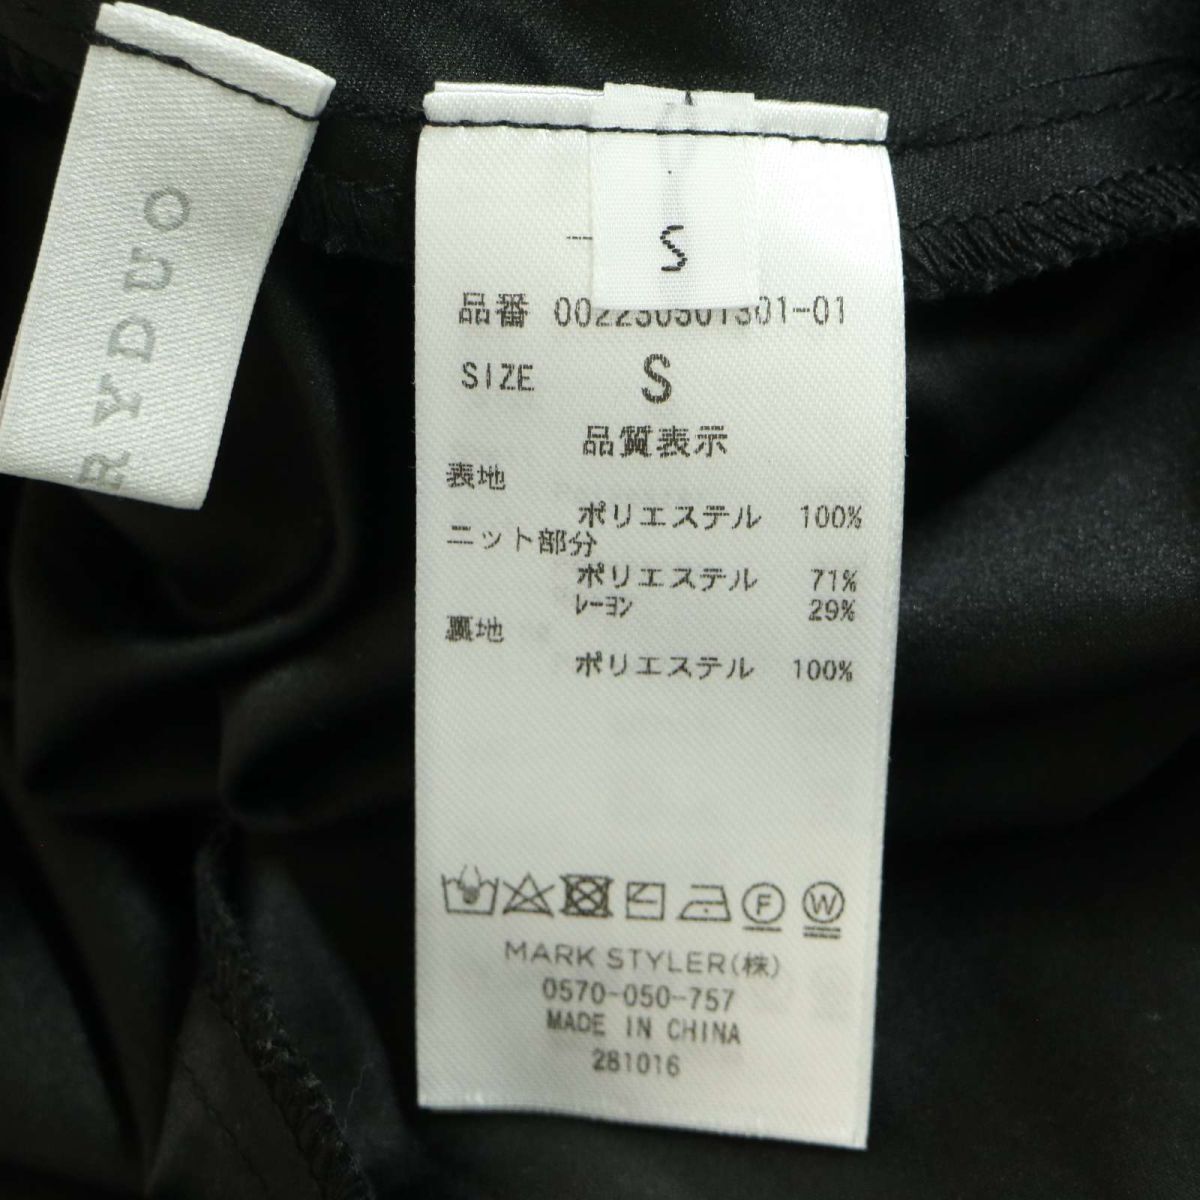 RYDUO
S
品番 002230501301-01
SIZE S
品質表示
表地
ポリエステル 100%
ニット部分
ポリエステル 71%
レーヨン 29%
裏地
ポリエステル 100%
F W
MARK STYLER(株)
0570-050-757
MADE IN CHINA
281016